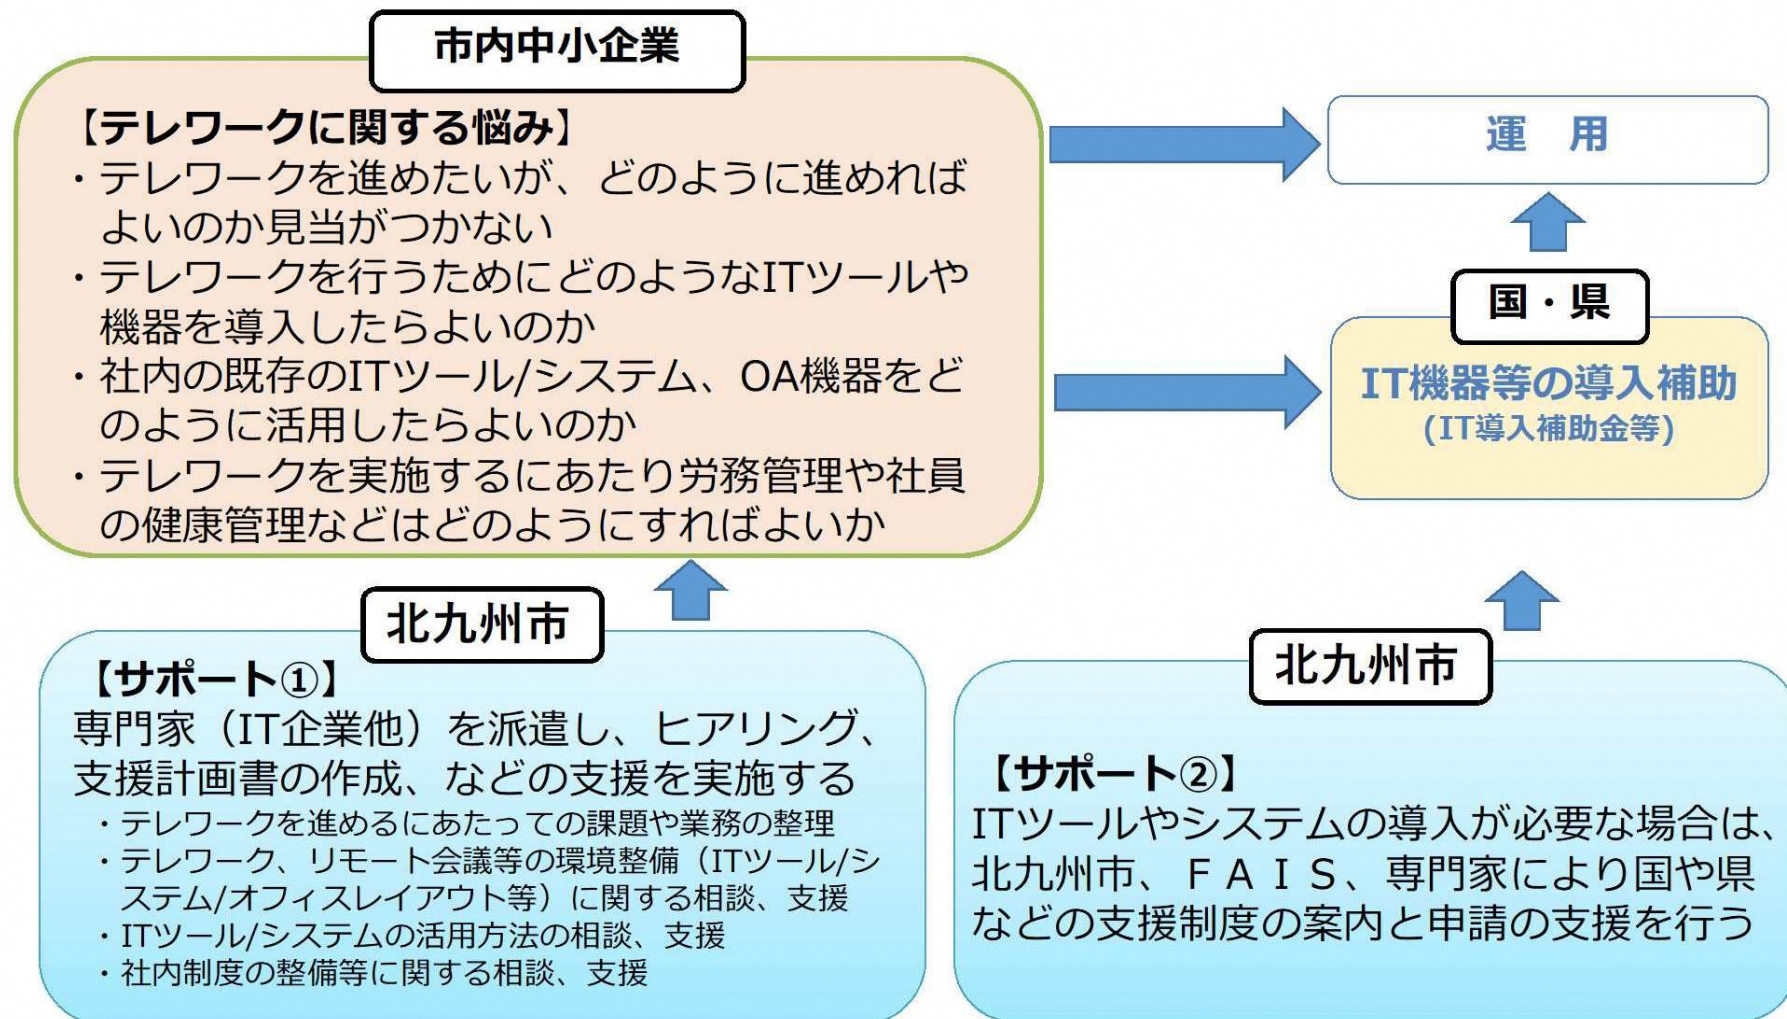 市内中小企業
【テレワークに関する悩み】
・テレワークを進めたいが、どのように進めれば
よいのか見当がつかない
・テレワークを行うためにどのようなITツールや
機器を導入したらよいのか
・社内の既存のITツール/システム、OA機器をど
のように活用したらよいのか
・テレワークを実施するにあたり労務管理や社員
の健康管理などはどのようにすればよいか
運　用
国・県
IT機器等の導入補助
(IT導入補助金等)
北九州市
【サポート①】
専門家（IT企業他）を派遣し、ヒアリング、
支援計画書の作成、などの支援を実施する
・テレワークを進めるにあたっての課題や業務の整理
・テレワーク、リモート会議等の環境整備（ITツール/シ
ステム/オフィスレイアウト等）に関する相談、支援
・ITツール/システムの活用方法の相談、支援
・社内制度の整備等に関する相談、支援
北九州市
【サポート②】
ITツールやシステムの導入が必要な場合は、
北九州市、ＦＡＩＳ、専門家により国や県
などの支援制度の案内と申請の支援を行う